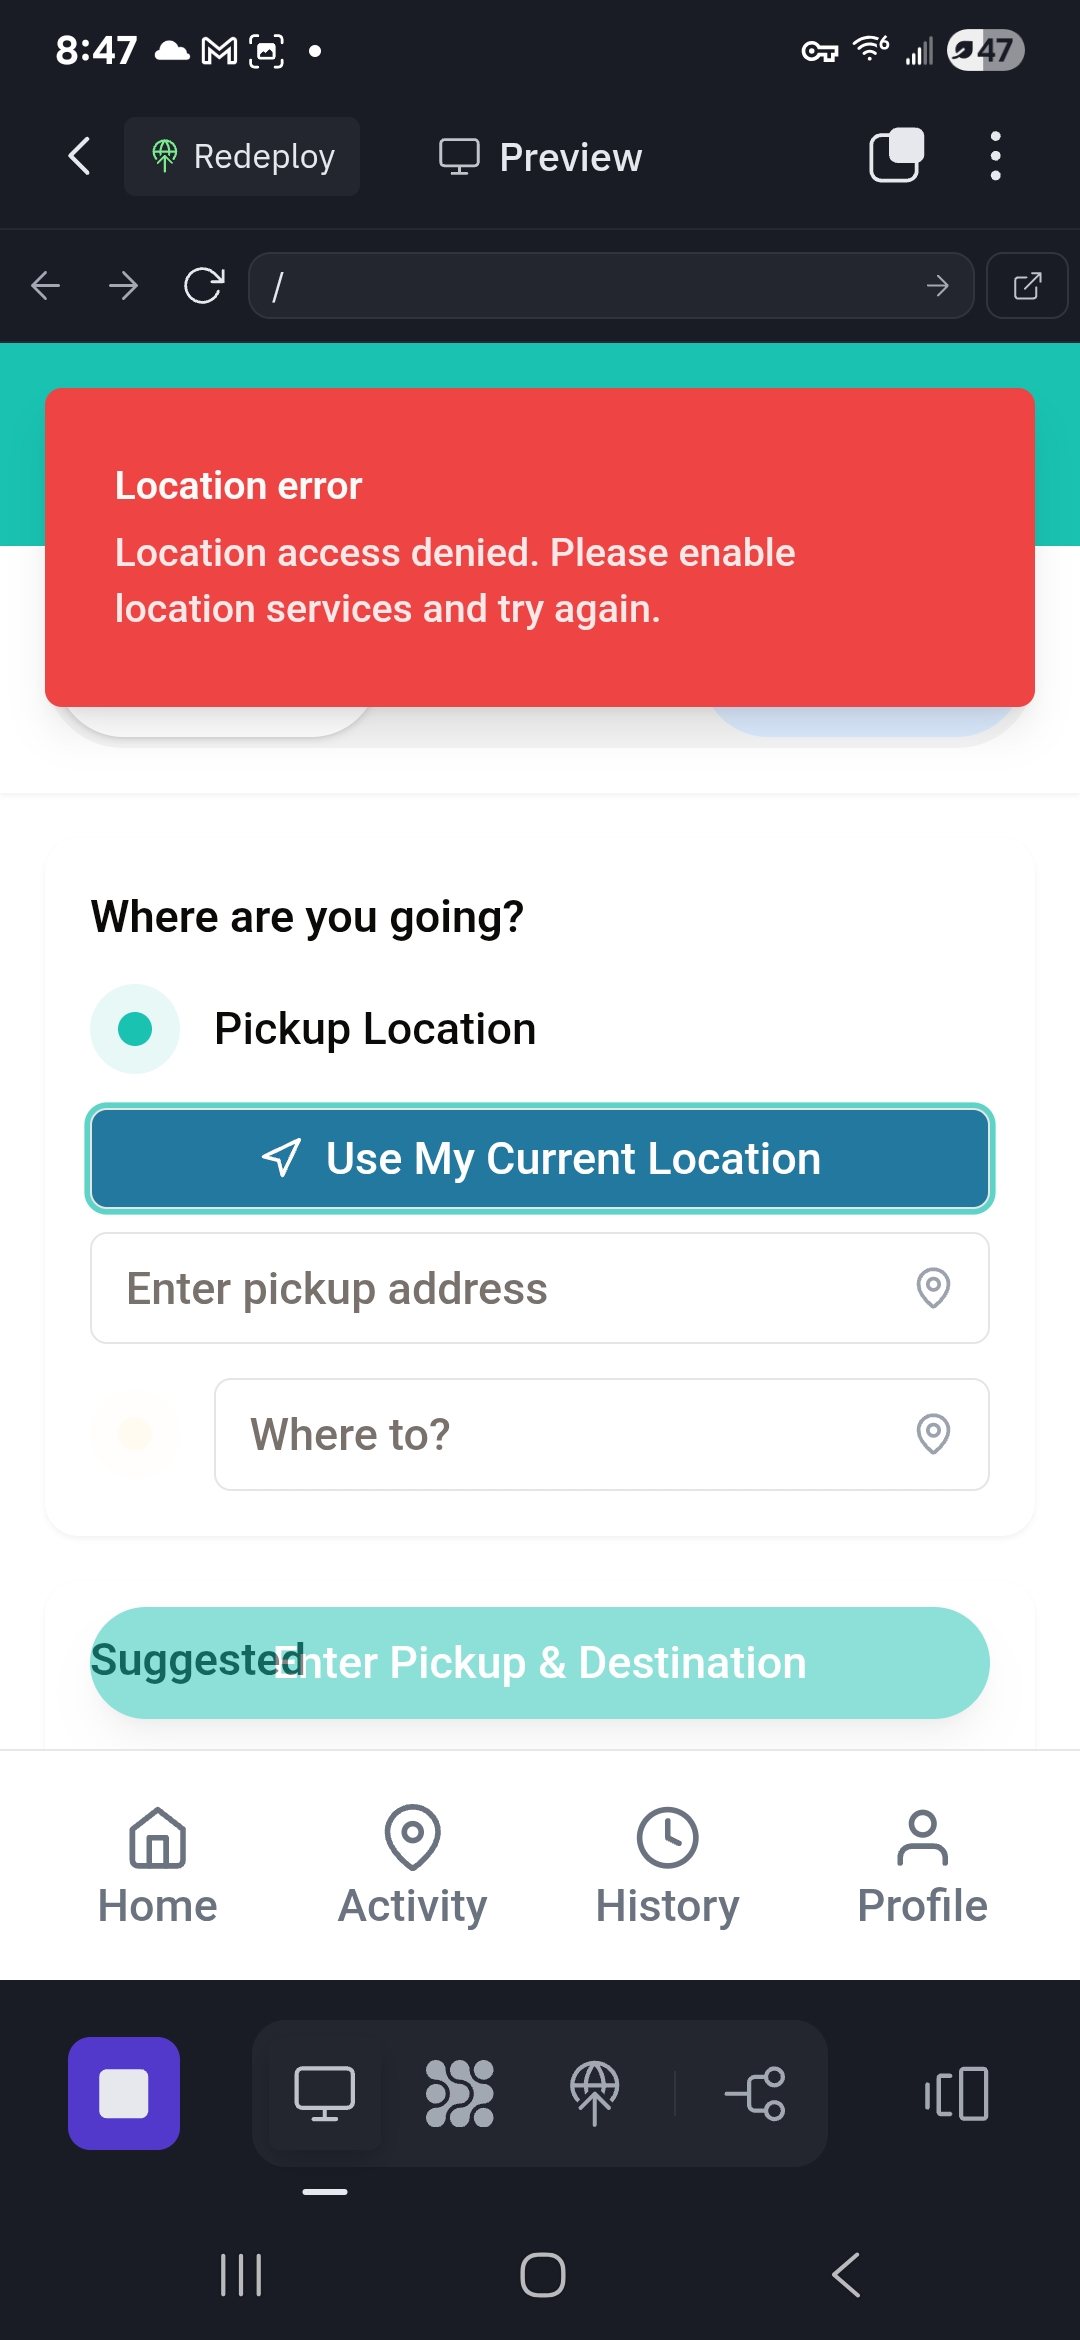 8:47
6
47
Redeploy
Preview
/
Location error
Location access denied. Please enable
location services and try again.
Where are you going?
Pickup Location
Use My Current Location
Enter pickup address
Where to?
Suggested
Enter Pickup & Destination
Home
Activity
History
Profile